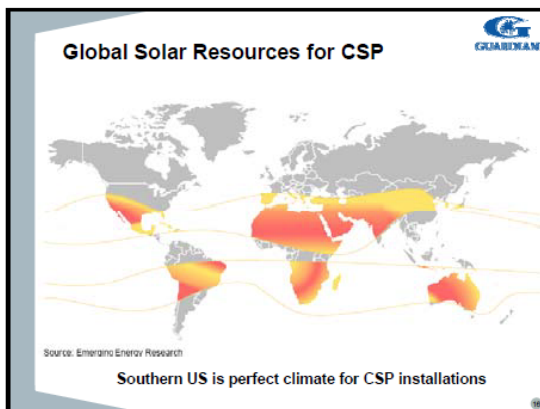 Global Solar Resources for CSP
GUARDIAN
Source: Emerging Energy Research
Southern US is perfect climate for CSP installations